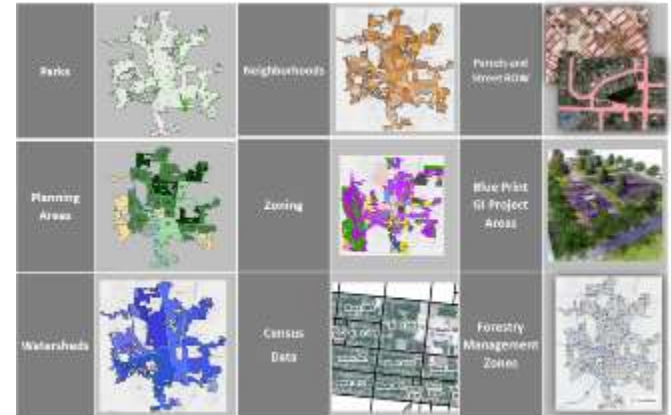 Parks
Neighborhoods
Parcels and
Street ROW
Planning
Areas
Zoning
Blue Print
GI Project
Areas
Watersheds
Census
Data
Forestry
Management
Zones